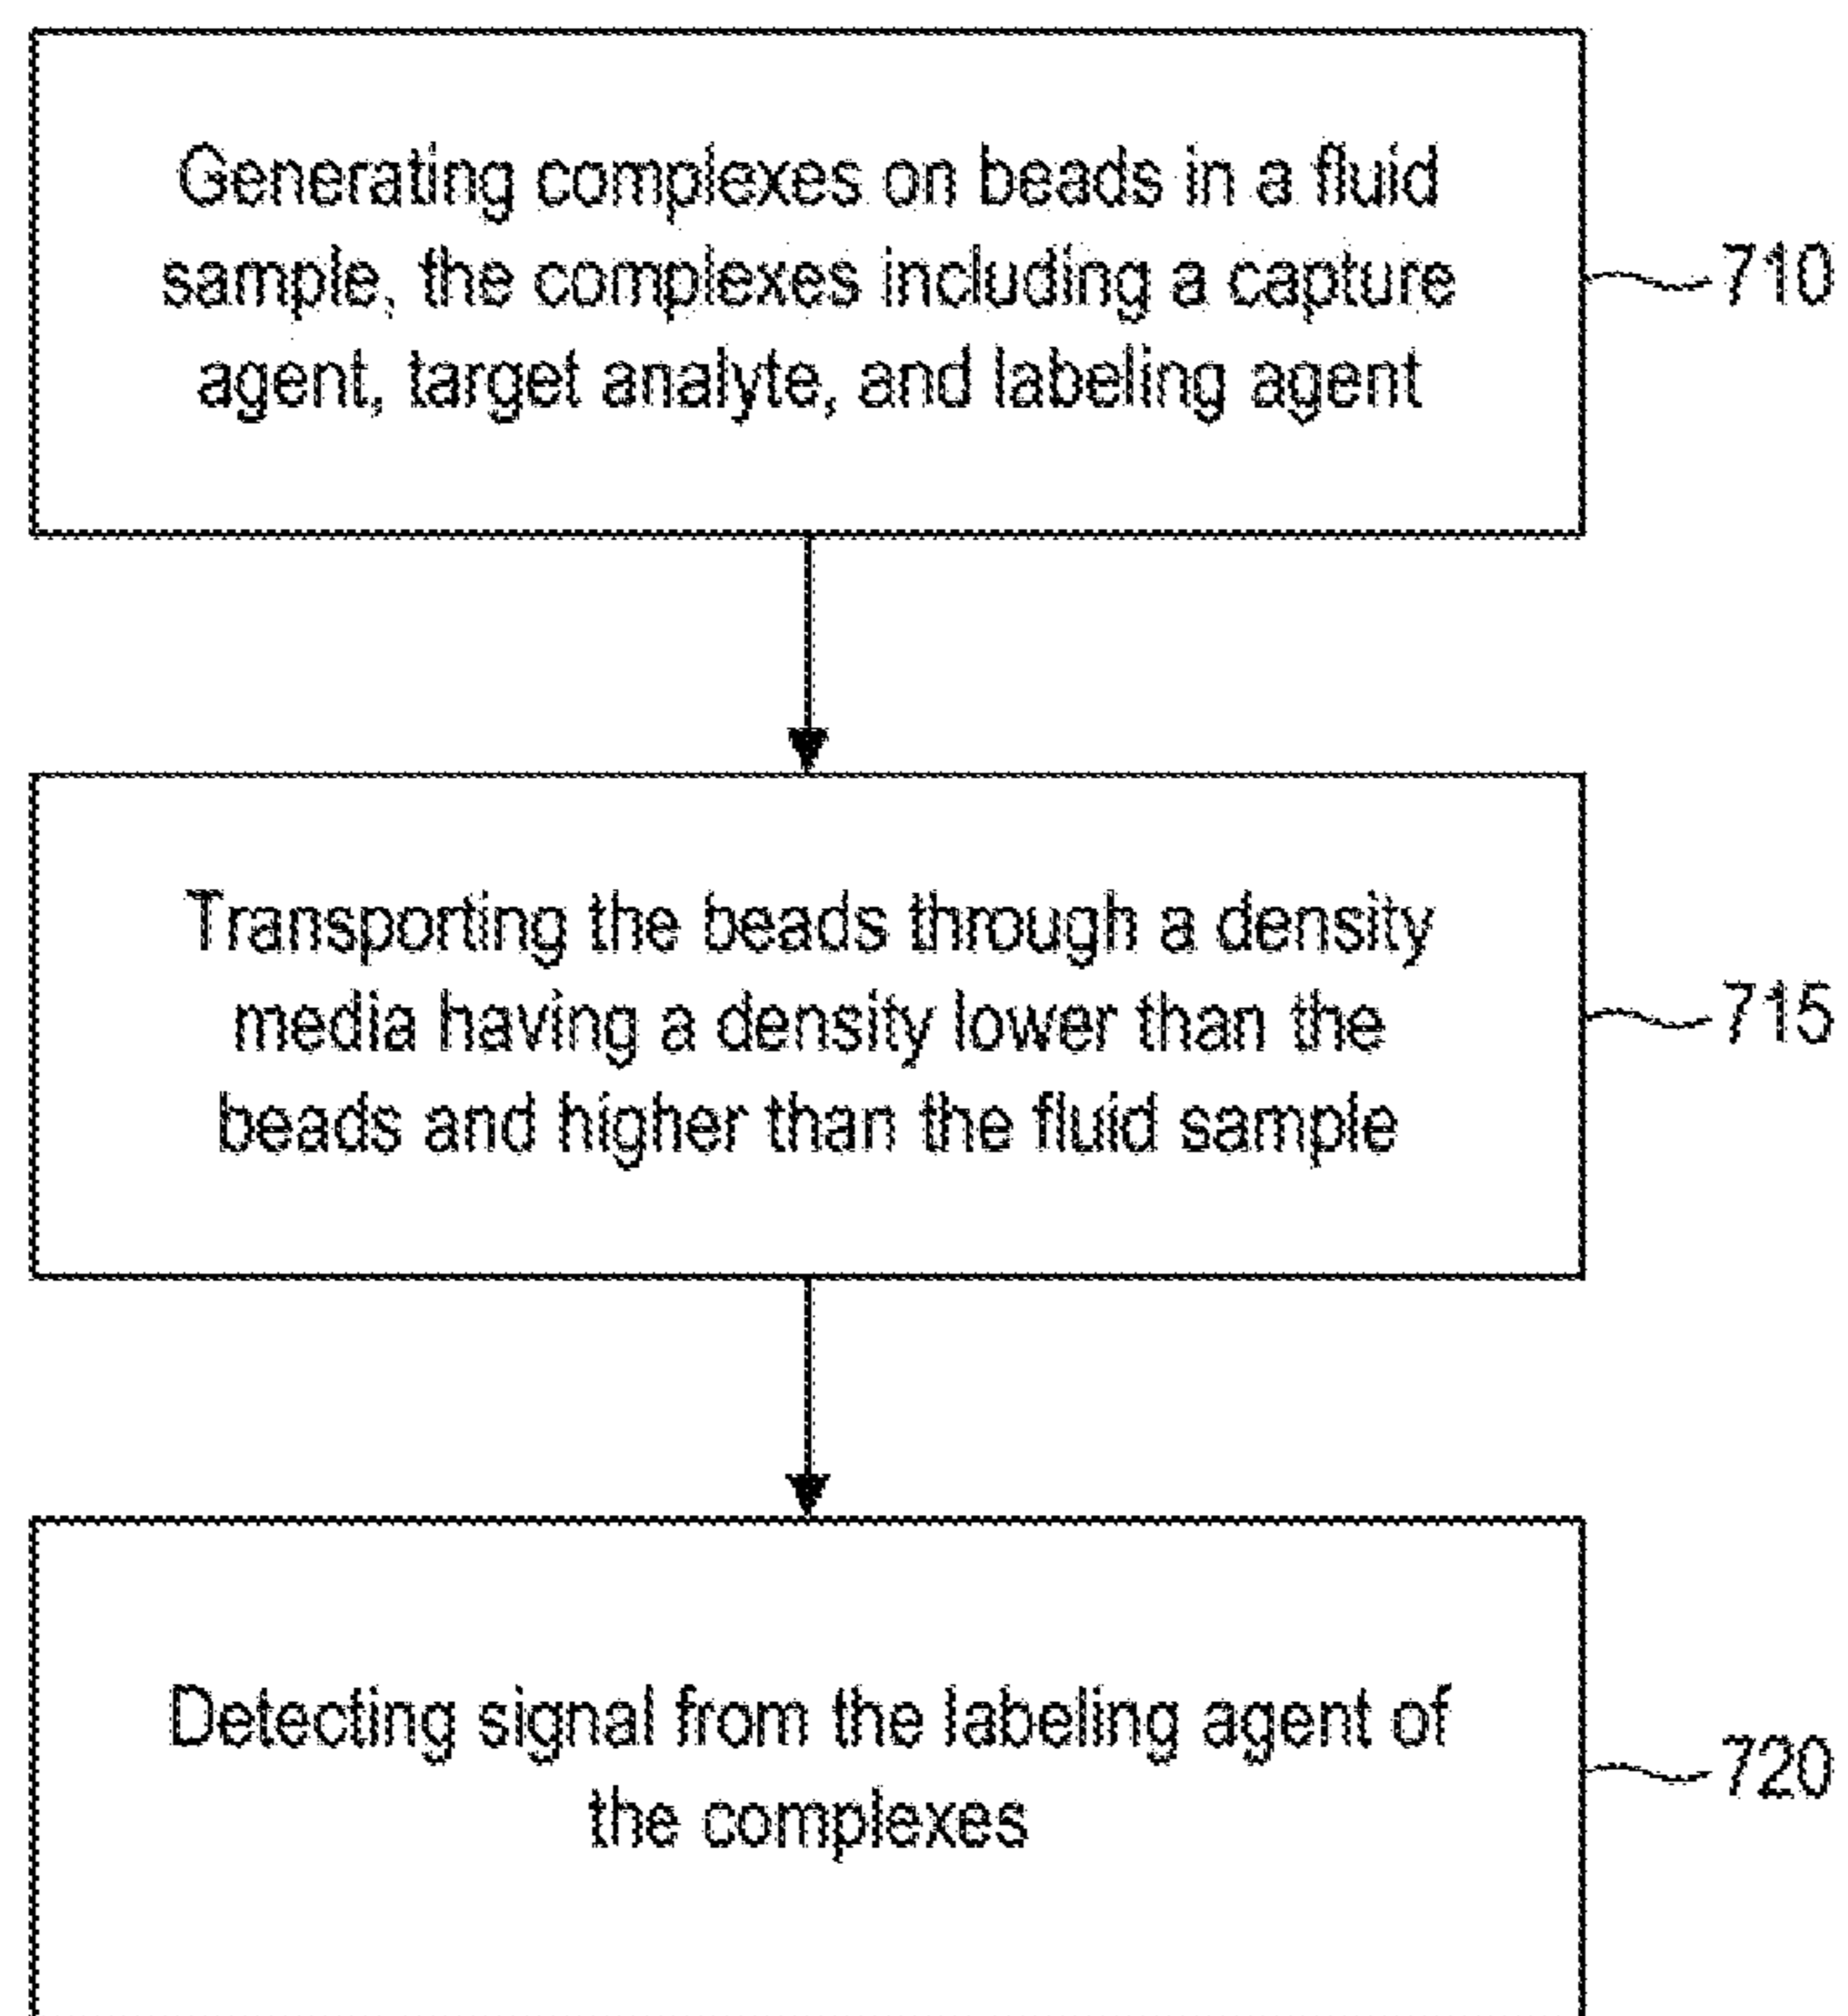 Generating complexes on beads in a fluid
sample, the complexes including a capture
agent, target analyte, and labeling agent
710
Transporting the beads through a density
media having a density lower than the
beads and higher than the fluid sample
715
Detecting signal from the labeling agent of
the complexes
720